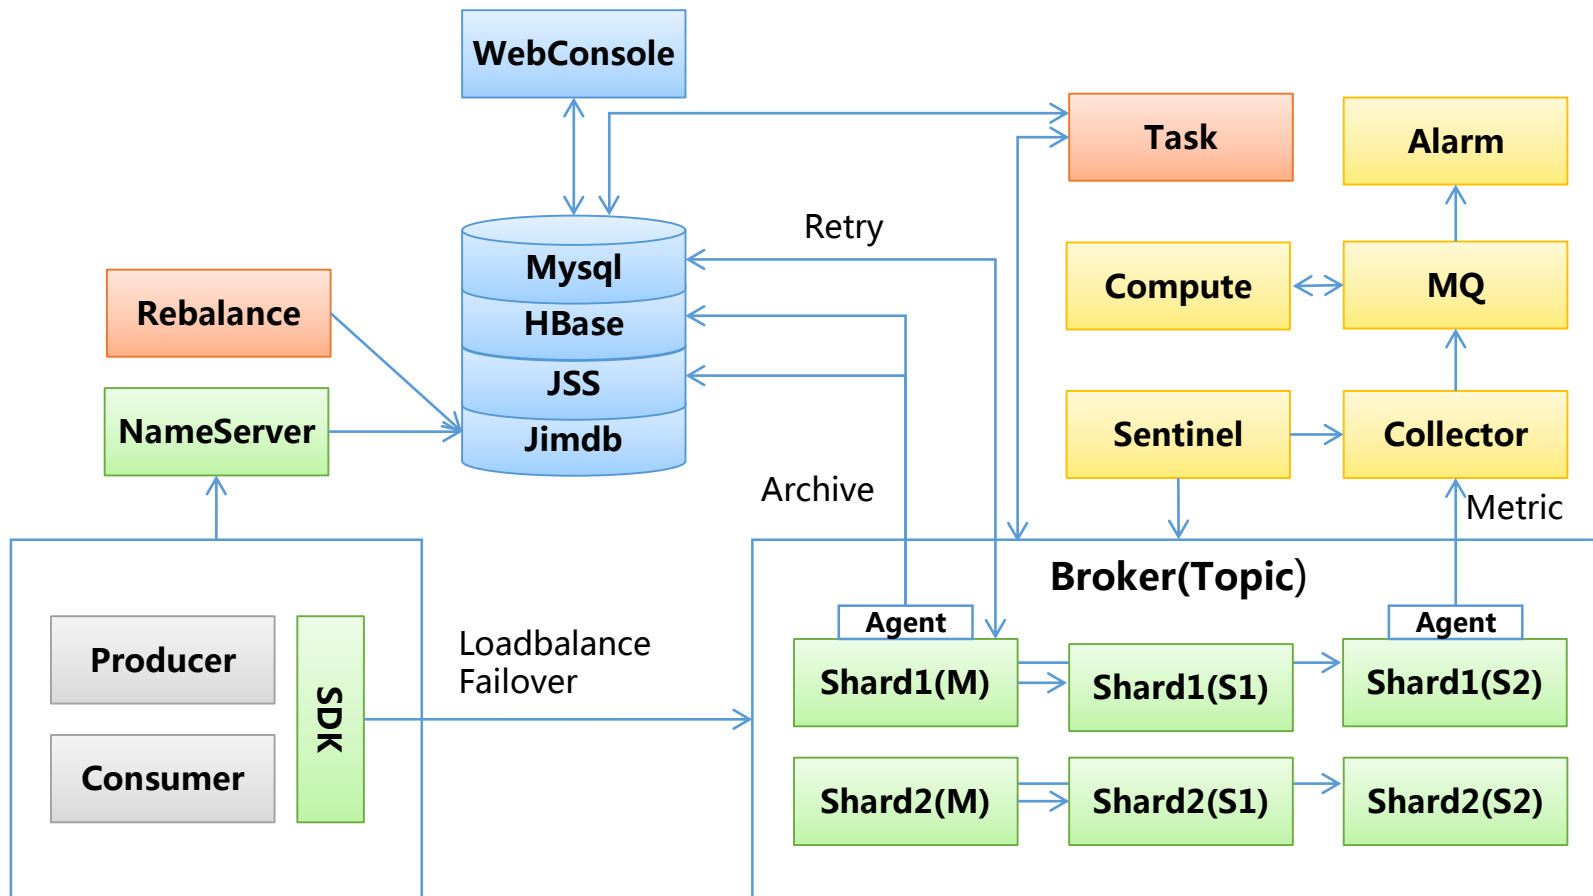 WebConsole
Task
Alarm
Retry
Mysql
Compute
MQ
Rebalance
HBase
JSS
NameServer
Jimdb
Sentinel
Collector
Archive
Metric
Broker(Topic)
Agent
Agent
Producer
SDK
Loadbalance
Failover
Shard1(M)
Shard1(S1)
Shard1(S2)
Consumer
Shard2(M)
Shard2(S1)
Shard2(S2)